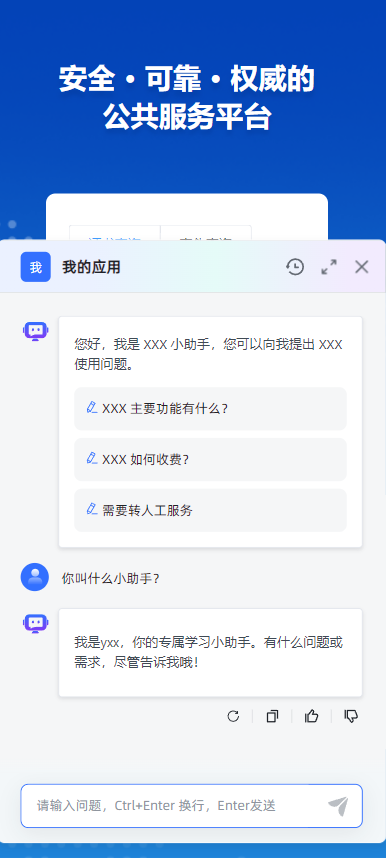 安全·可靠·权威的
公共服务平台
我 我的应用
您好，我是 XXX 小助手，您可以向我提出 XXX
使用问题。
XXX 主要功能有什么？
XXX 如何收费？
需要转人工服务
你叫什么小助手？
我是yxx，你的专属学习小助手。有什么问题或
需求，尽管告诉我哦！
请输入问题，Ctrl+Enter 换行，Enter发送